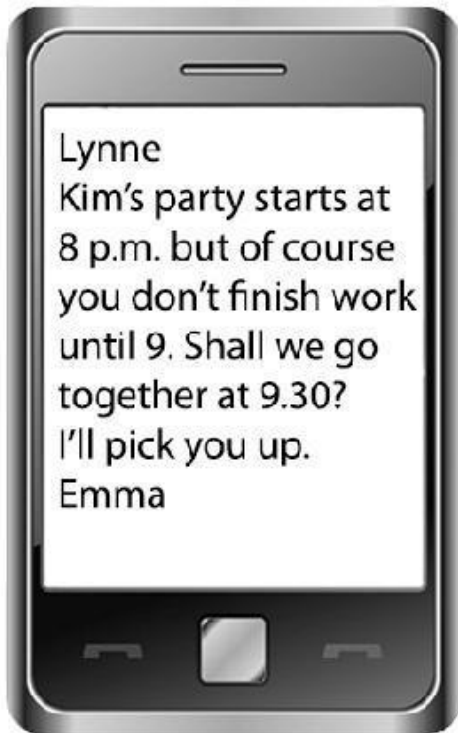 Lynne
Kim's party starts at
8 p.m. but of course
you don't finish work
until 9. Shall we go
together at 9.30?
I'll pick you up.
Emma